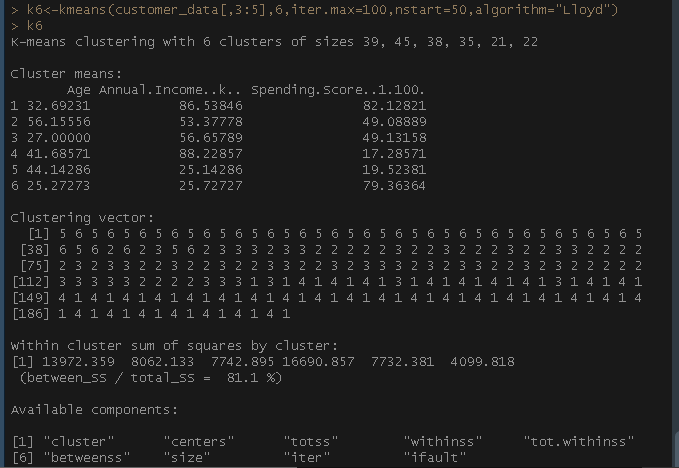 > k6<-kmeans(customer_data[,3:5],6,iter.max=100,nstart=50,algorithm="Lloyd")
> k6
K-means clustering with 6 clusters of sizes 39, 45, 38, 35, 21, 22
Cluster means:
Age Annual.Income..k.. Spending.Score..1.100.
1 32.69231 86.53846 82.12821
2 56.15556 53.37778 49.08889
3 27.00000 56.65789 49.13158
4 41.68571 88.22857 17.28571
5 44.14286 25.14286 19.52381
6 25.27273 25.72727 79.36364
Clustering vector:
[1] 5 6 5 6 5 6 5 6 5 6 5 6 5 6 5 6 5 6 5 6 5 6 5 6 5 6 5 6 5 6 5 6 5 6 5 6 5
[38] 6 5 6 2 6 2 3 5 6 2 3 3 3 2 3 3 2 2 2 2 2 3 2 2 3 2 2 2 3 2 2 3 3 2 2 2 2
[75] 2 3 2 3 3 2 2 3 2 2 3 2 2 3 3 2 2 3 2 3 3 3 2 3 2 3 3 2 2 3 2 3 2 2 2 2 2
[112] 3 3 3 3 3 2 2 2 2 3 3 3 1 3 1 4 1 4 1 4 1 3 1 4 1 4 1 4 1 4 1 3 1 4 1 4 1
[149] 4 1 4 1 4 1 4 1 4 1 4 1 4 1 4 1 4 1 4 1 4 1 4 1 4 1 4 1 4 1 4 1 4 1 4 1 4
[186] 1 4 1 4 1 4 1 4 1 4 1 4 1 4 1
Within cluster sum of squares by cluster:
[1] 13972.359 8062.133 7742.895 16690.857 7732.381 4099.818
(between_SS / total_SS = 81.1 %)
Available components:
[1] "cluster" "centers" "totss" "withinss" "tot.withinss"
[6] "betweenss" "size" "iter" "ifault"